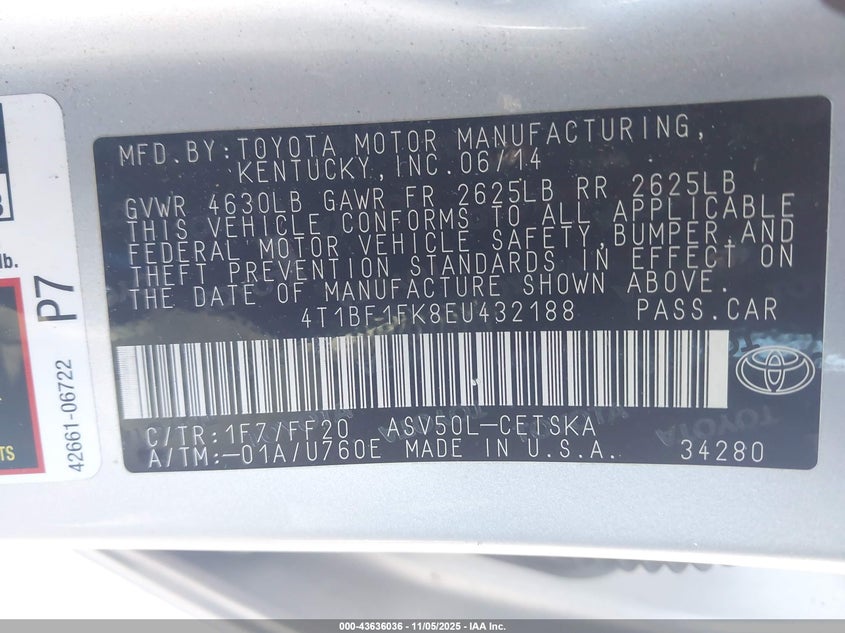 MFD.BY:TOYOTA MOTOR MANUFACTURING,
KENTUCKY,INC.06/14
GVWR 4630LB GAWR FR 2625LB RR 2625LB
THIS VEHICLE CONFORMS TO ALL APPLICABLE
FEDERAL MOTOR VEHICLE SAFETY,BUMPER,AND
THEFT PREVENTION STANDARDS IN EFFECT ON
THE DATE OF MANUFACTURE SHOWN ABOVE.
4T1BF1FK8EU432188 PASS.CAR
C/TR:1F7/FF20 ASV50L-CETSKA
A/TM:-01A/U760E MADE IN U.S.A. 34280
lb.
P7
42661-06722
TOYOTA
000-43636036 - 11/05/2025 - IAA Inc.